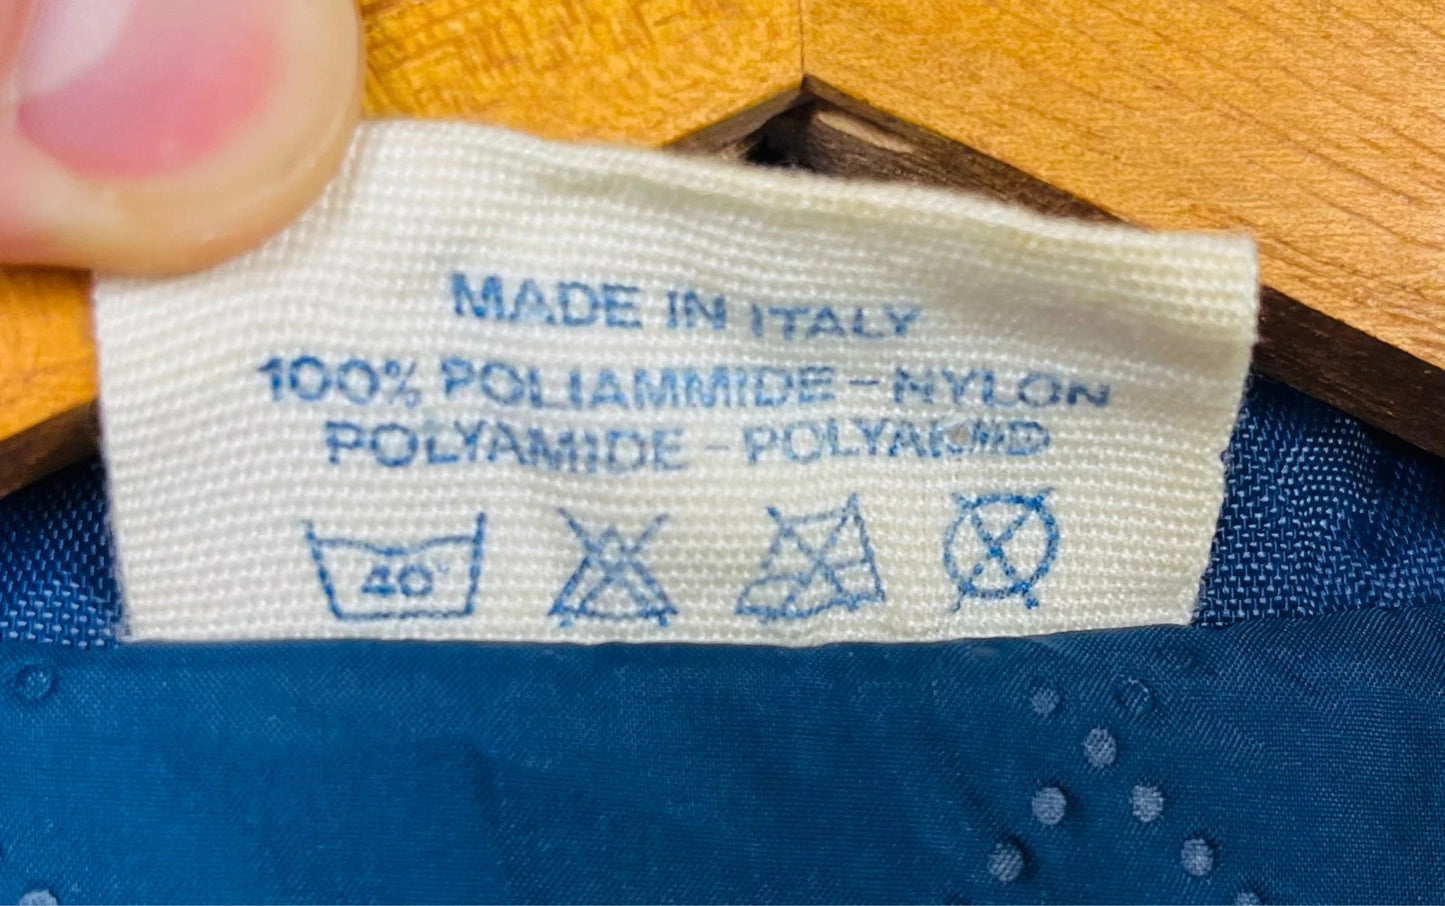 MADE IN ITALY
100% POLIAMMIDE - NYLON
POLYAMIDE - POLYAMID
40°